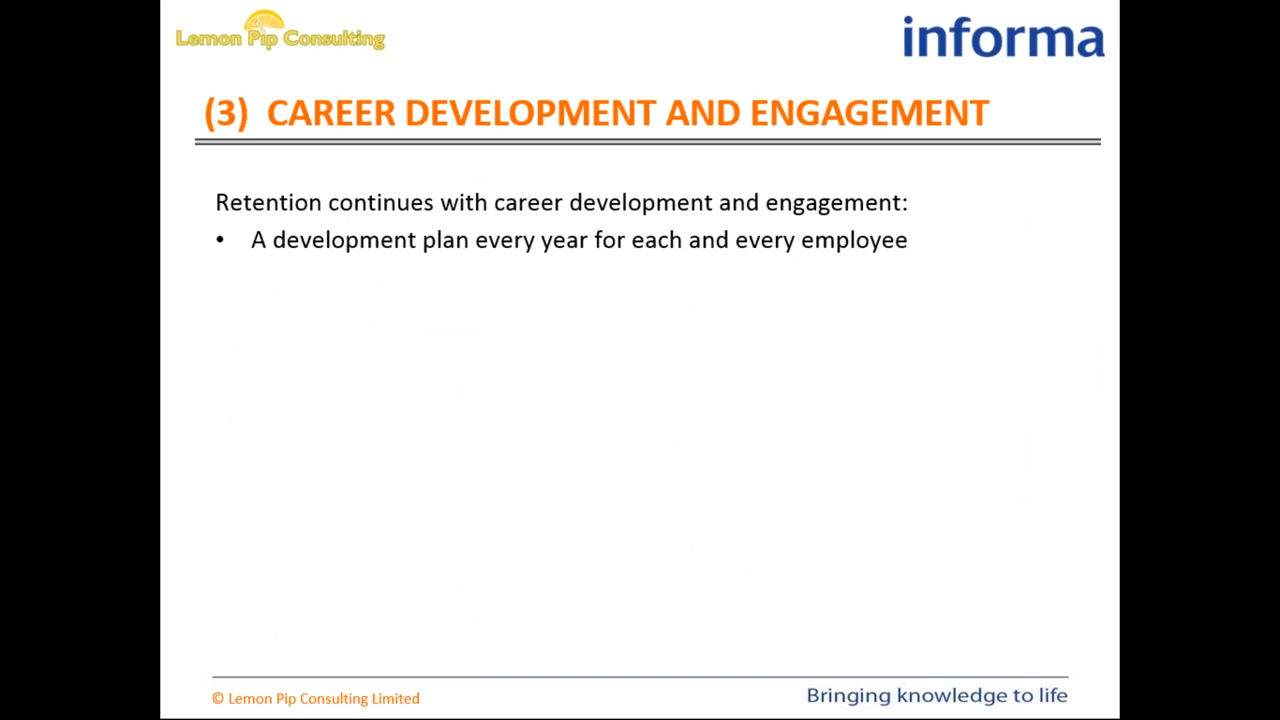 Lemon Pip Consulting
informa
(3) CAREER DEVELOPMENT AND ENGAGEMENT
Retention continues with career development and engagement:
• A development plan every year for each and every employee
© Lemon Pip Consulting Limited
Bringing knowledge to life